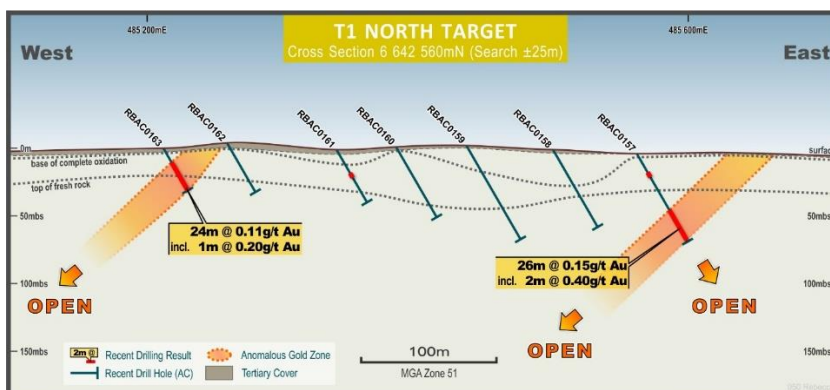 T1 NORTH TARGET
Cross Section 6 642 560mN (Search ±25m)
485 200mE
485 600mE
West
East
RBAC0163
RBAC0162
RBAC0161
RBAC0160
RBAC0159
RBAC0158
RBAC0157
0m
surface
base of complete oxidation
top of fresh rock
50mbs
50mbs
24m @ 0.11g/t Au
incl. 1m @ 0.20g/t Au
26m @ 0.15g/t Au
incl. 2m @ 0.40g/t Au
100mbs
100mbs
OPEN
OPEN
OPEN
150mbs
150mbs
2m @
Recent Drilling Result
Anomalous Gold Zone
Recent Drill Hole (AC)
Tertiary Cover
100m
MGA Zone 51